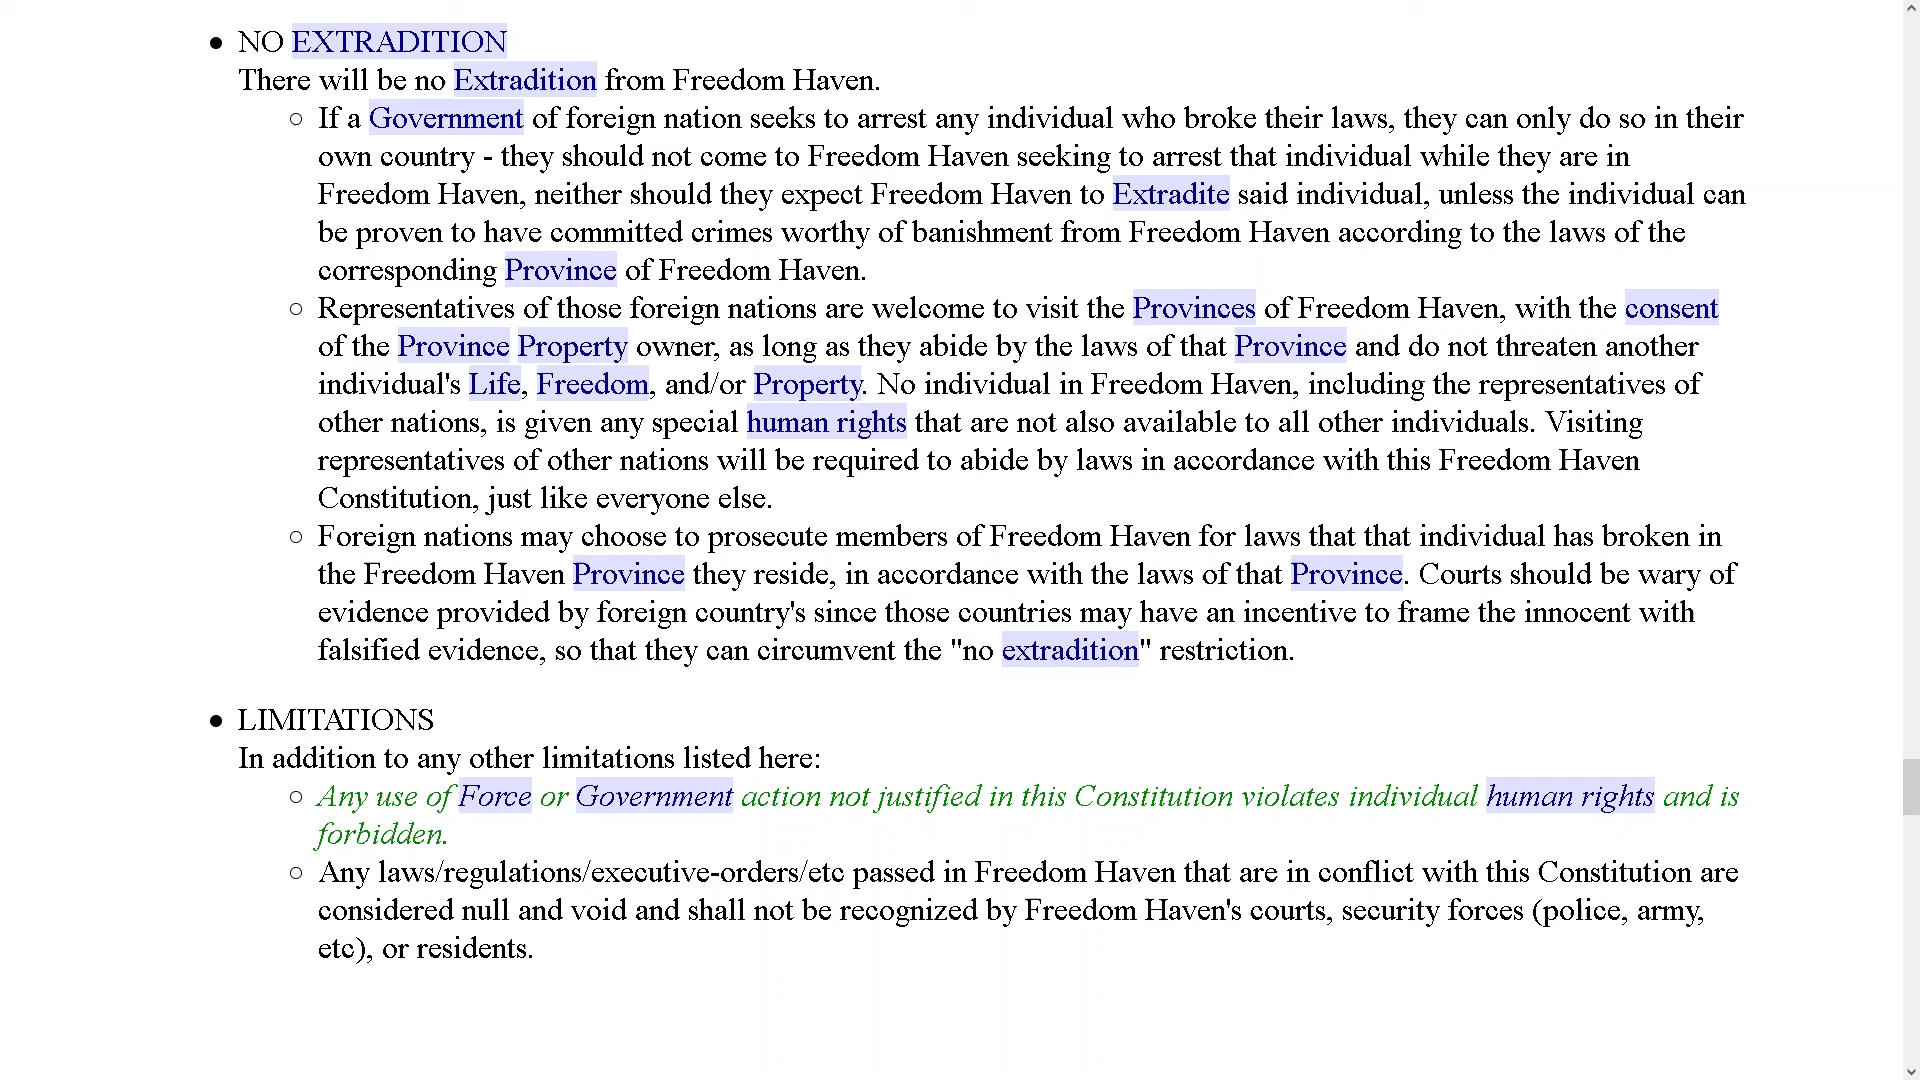 • NO EXTRADITION
There will be no Extradition from Freedom Haven.
○ If a Government of foreign nation seeks to arrest any individual who broke their laws, they can only do so in their
own country - they should not come to Freedom Haven seeking to arrest that individual while they are in
Freedom Haven, neither should they expect Freedom Haven to Extradite said individual, unless the individual can
be proven to have committed crimes worthy of banishment from Freedom Haven according to the laws of the
corresponding Province of Freedom Haven.
○ Representatives of those foreign nations are welcome to visit the Provinces of Freedom Haven, with the consent
of the Province Property owner, as long as they abide by the laws of that Province and do not threaten another
individual's Life, Freedom, and/or Property. No individual in Freedom Haven, including the representatives of
other nations, is given any special human rights that are not also available to all other individuals. Visiting
representatives of other nations will be required to abide by laws in accordance with this Freedom Haven
Constitution, just like everyone else.
○ Foreign nations may choose to prosecute members of Freedom Haven for laws that that individual has broken in
the Freedom Haven Province they reside, in accordance with the laws of that Province. Courts should be wary of
evidence provided by foreign country's since those countries may have an incentive to frame the innocent with
falsified evidence, so that they can circumvent the "no extradition" restriction.
• LIMITATIONS
In addition to any other limitations listed here:
○ Any use of Force or Government action not justified in this Constitution violates individual human rights and is
forbidden.
○ Any laws/regulations/executive-orders/etc passed in Freedom Haven that are in conflict with this Constitution are
considered null and void and shall not be recognized by Freedom Haven's courts, security forces (police, army,
etc), or residents.